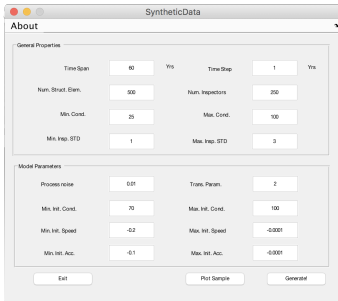 SyntheticData
About
General Properties
Time Span 60 Yrs Time Step 1 Yrs
Num. Struct. Elem. 500 Num. Inspectors 250
Min. Cond. 25 Max. Cond. 100
Min. Insp. STD 1 Max. Insp. STD 3
Model Parameters
Process noise 0.01 Trans. Param. 2
Min. Init. Cond. 70 Max. Init. Cond. 100
Min. Init. Speed -0.2 Max. Init. Speed -0.0001
Min. Init. Acc. -0.1 Max. Init. Acc. -0.0001
Exit Plot Sample Generate!